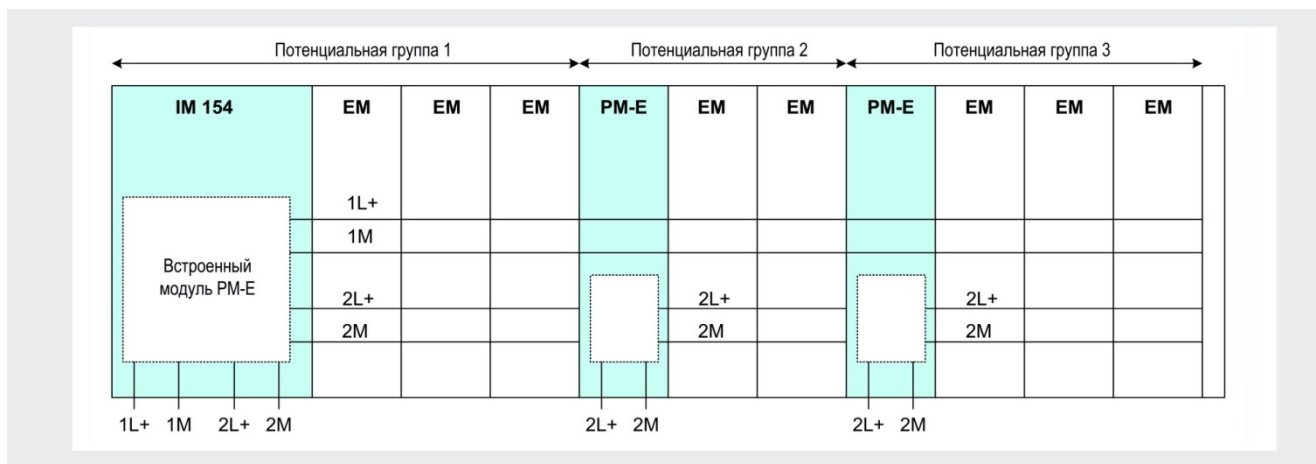 Потенциальная группа 1 Потенциальная группа 2 Потенциальная группа 3
IM 154 EM EM EM PM-E EM EM PM-E EM EM EM
1L+
1M
Встроенный
модуль PM-E
2L+ 2L+ 2L+
2M 2M 2M
1L+ 1M 2L+ 2M 2L+ 2M 2L+ 2M